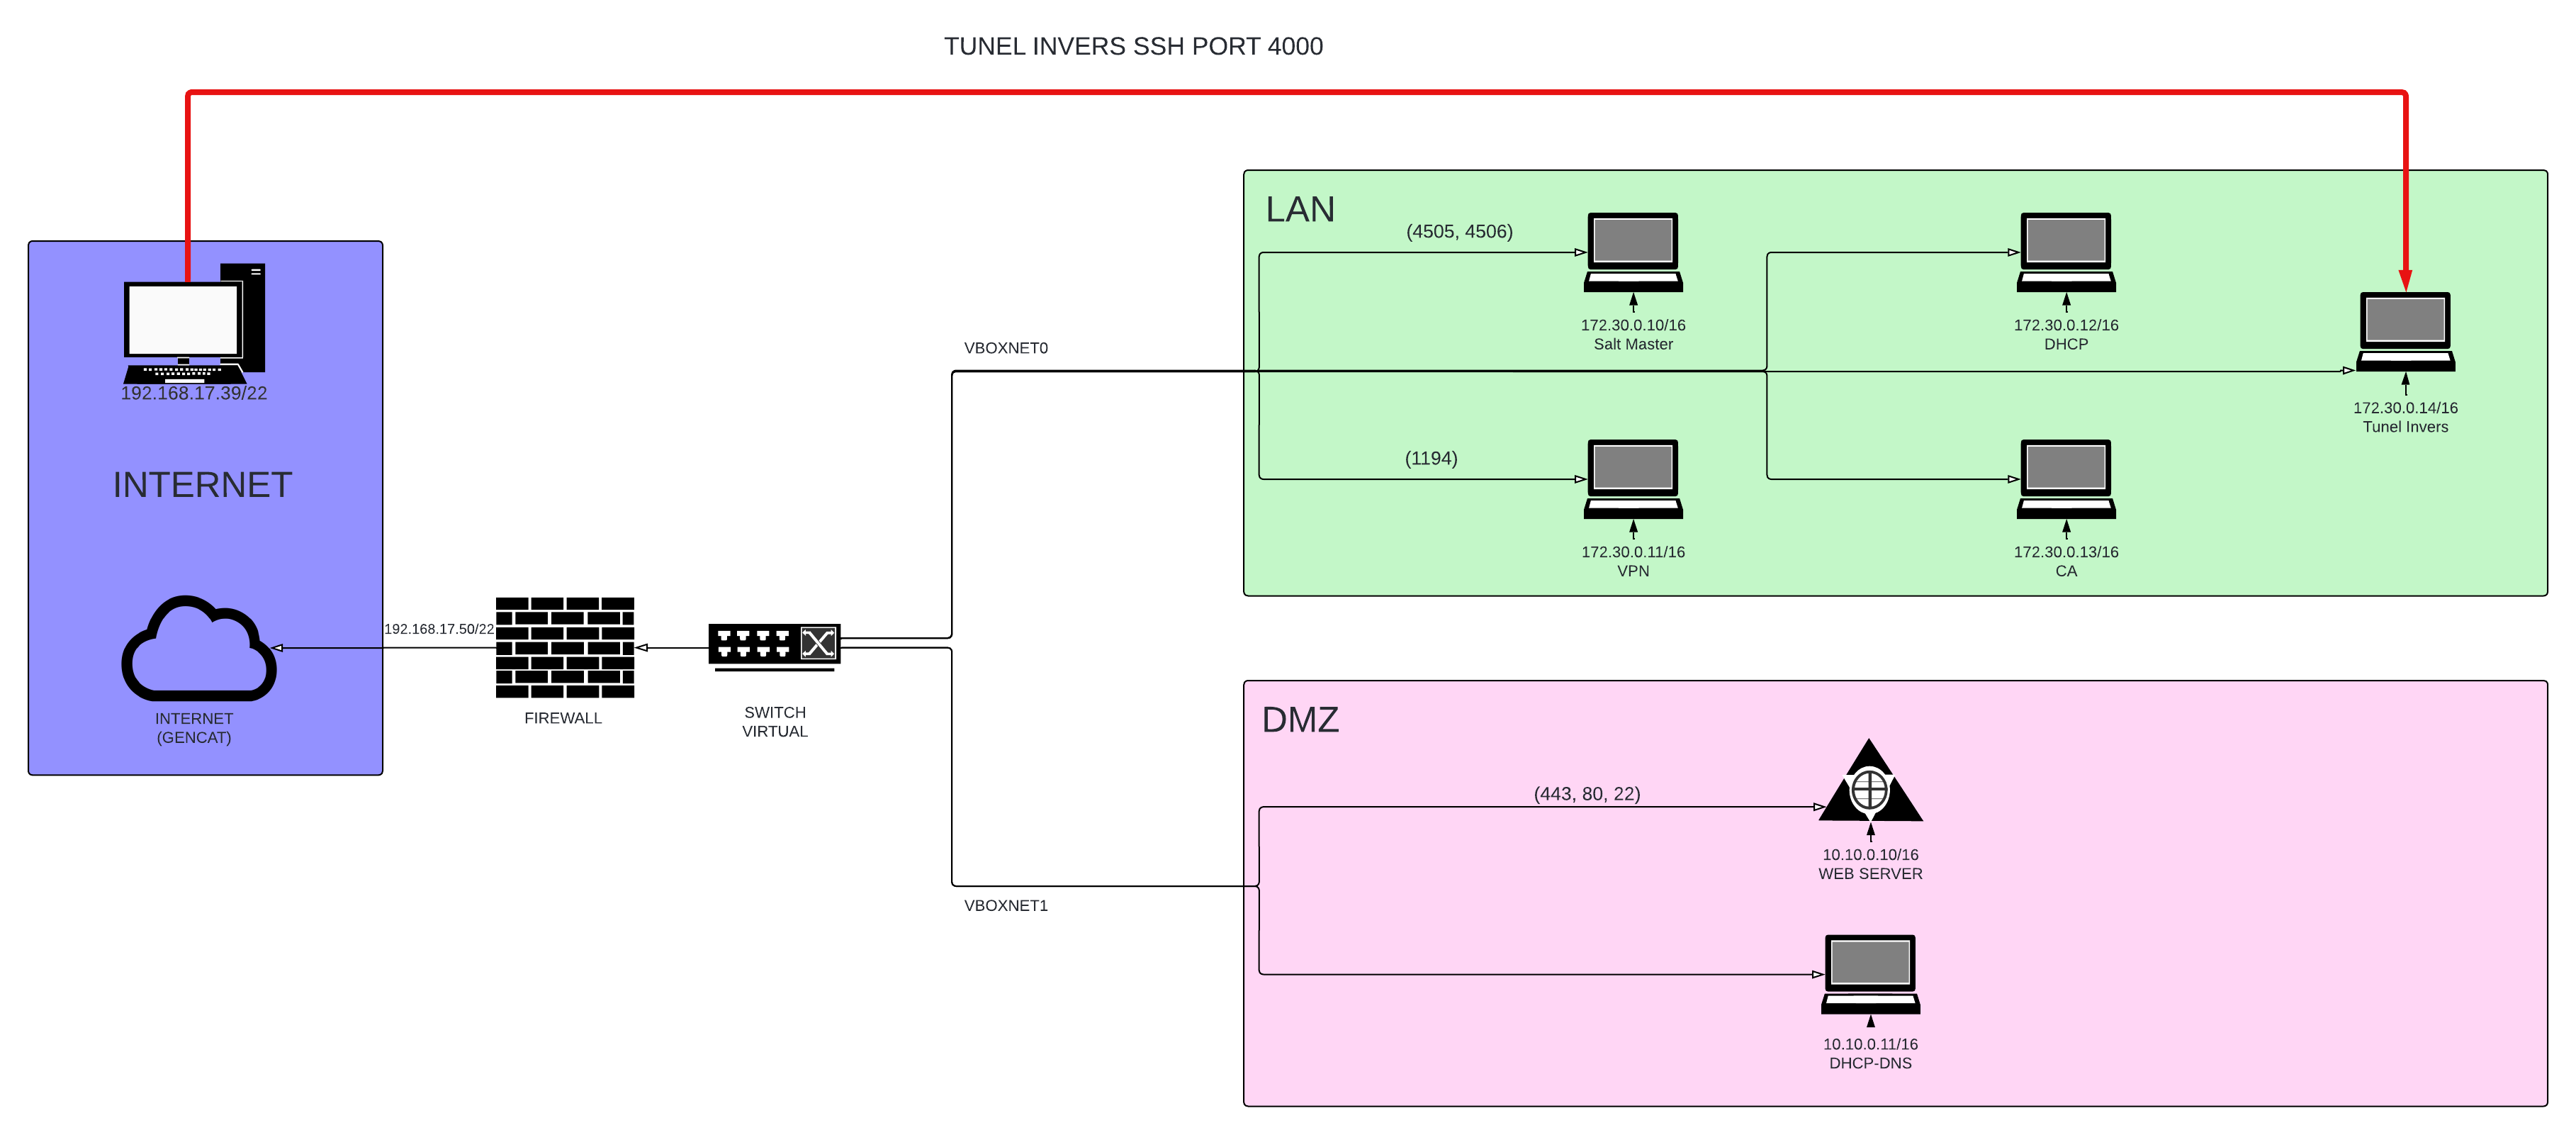 TUNEL INVERS SSH PORT 4000
LAN
(4505, 4506)
172.30.0.10/16
Salt Master
172.30.0.12/16
DHCP
VBOXNET0
192.168.17.39/22
172.30.0.14/16
Tunel Invers
INTERNET
(1194)
172.30.0.11/16
VPN
172.30.0.13/16
CA
192.168.17.50/22
INTERNET
(GENCAT)
FIREWALL
SWITCH
VIRTUAL
DMZ
(443, 80, 22)
10.10.0.10/16
WEB SERVER
VBOXNET1
10.10.0.11/16
DHCP-DNS